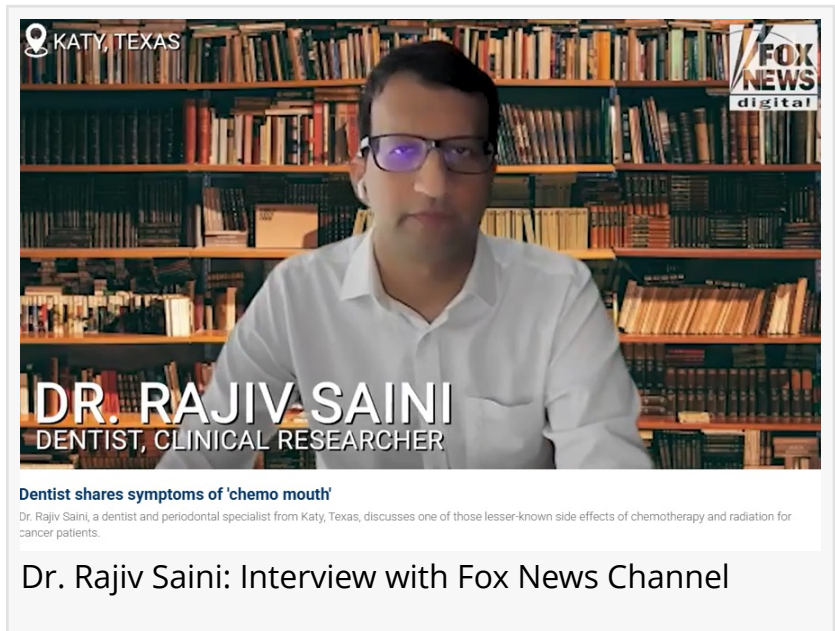 KATY, TEXAS
FOX
NEWS
digital
DR. RAJIV SAINI
DENTIST, CLINICAL RESEARCHER
Dentist shares symptoms of 'chemo mouth'
Dr. Rajiv Saini, a dentist and periodontal specialist from Katy, Texas, discusses one of those lesser-known side effects of chemotherapy and radiation for
cancer patients.
Dr. Rajiv Saini: Interview with Fox News Channel